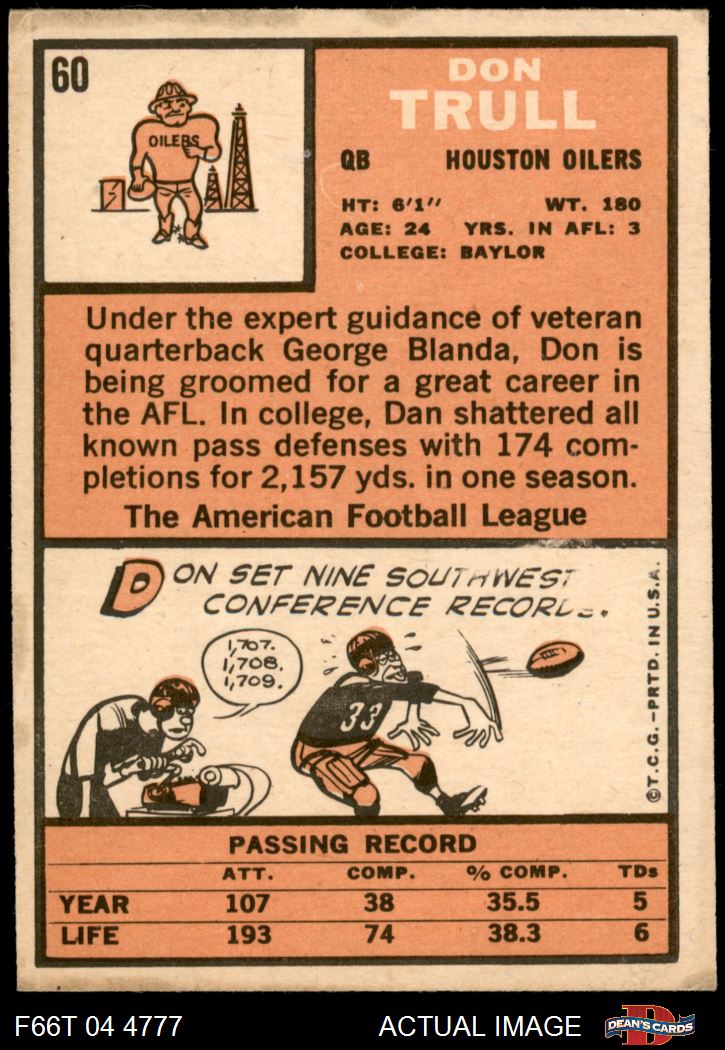 60
OILERS
DON
TRULL
QB HOUSTON OILERS
HT: 6'1" WT. 180
AGE: 24 YRS. IN AFL: 3
COLLEGE: BAYLOR
Under the expert guidance of veteran
quarterback George Blanda, Don is
being groomed for a great career in
the AFL. In college, Dan shattered all
known pass defenses with 174 com-
pletions for 2,157 yds. in one season.
The American Football League
DON SET NINE SOUTHWEST
CONFERENCE RECORDS.
1,707.
1,708.
1,709.
33
©T.C.G.-PRTD. IN U.S.A.
PASSING RECORD
ATT. COMP. % COMP. TDs
YEAR 107 38 35.5 5
LIFE 193 74 38.3 6
F66T 04 4777 ACTUAL IMAGE
D
DEAN'S CARDS